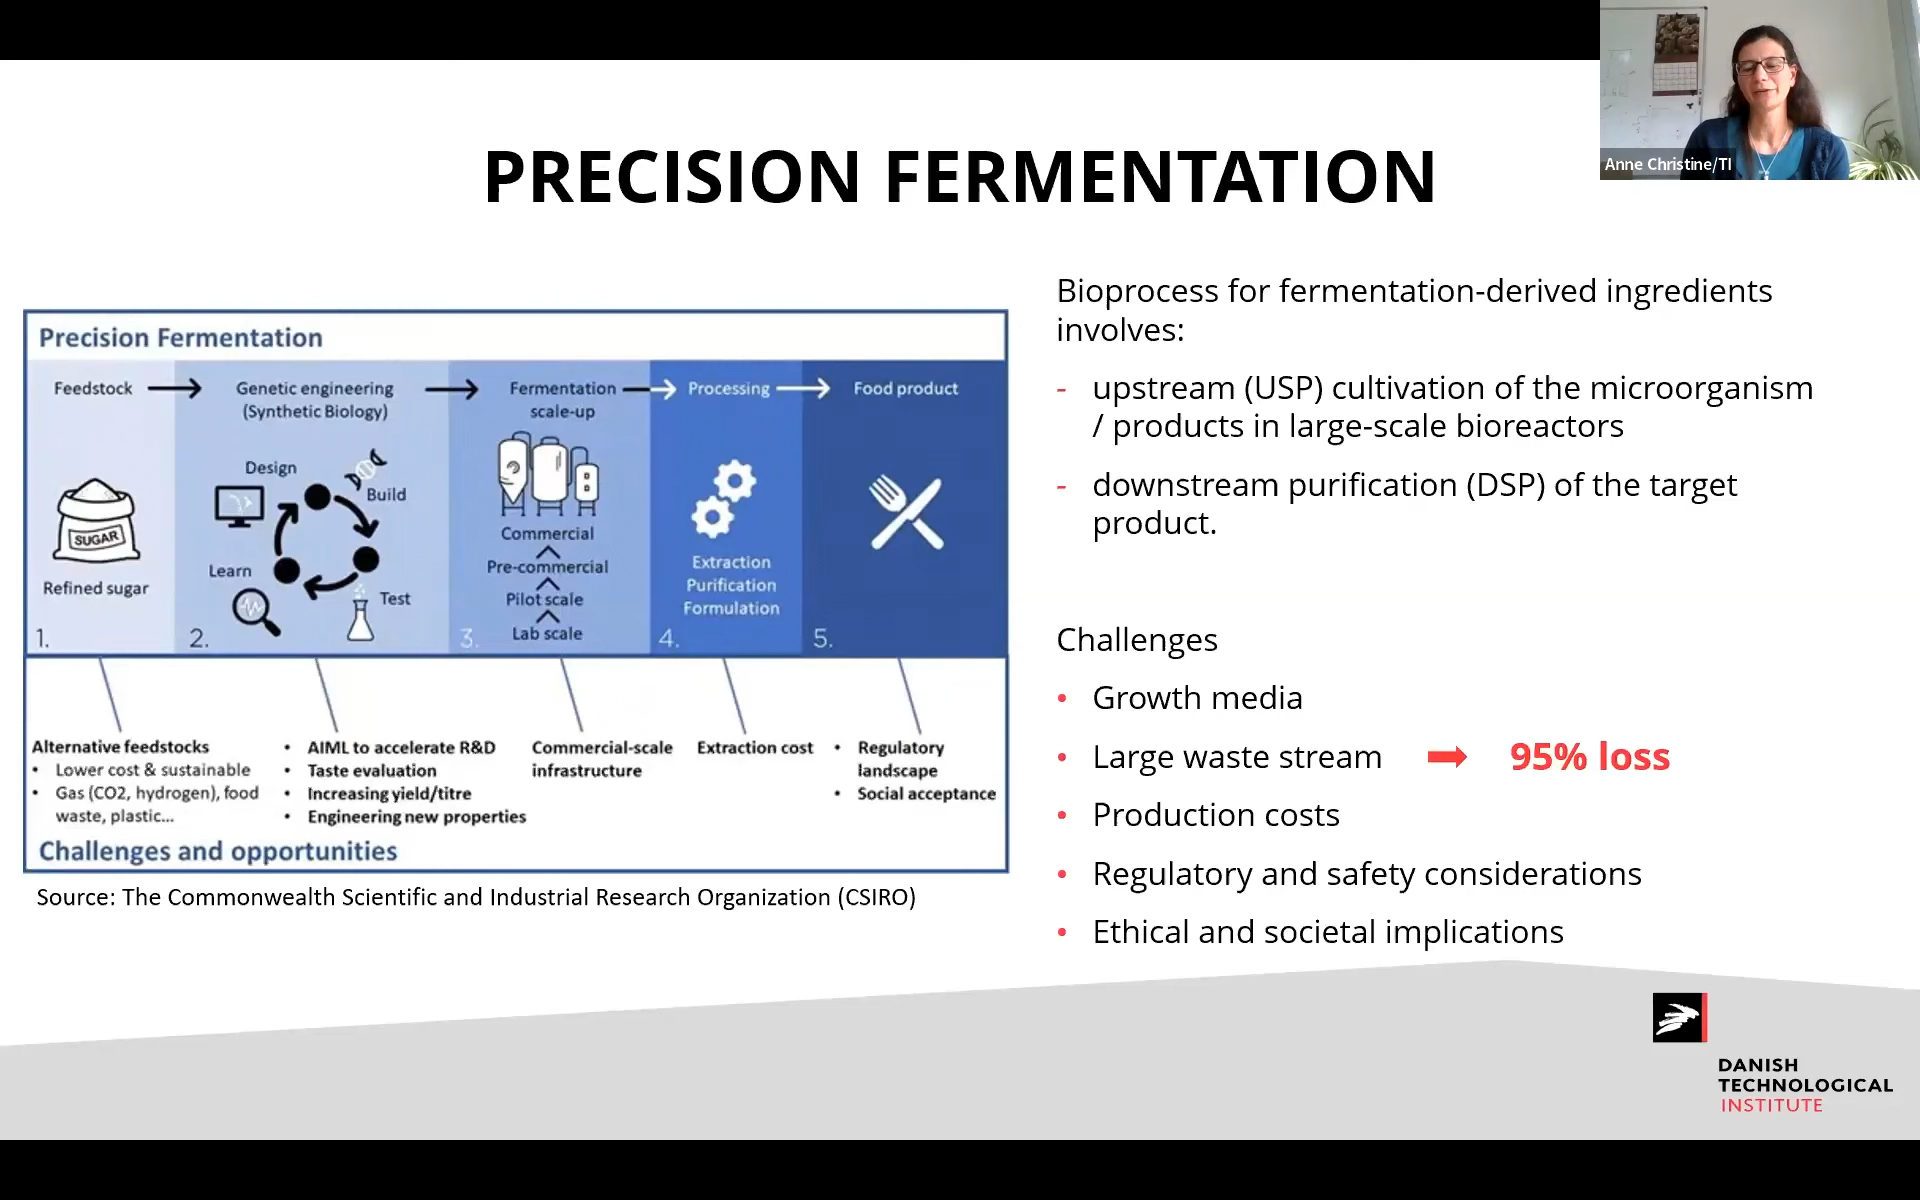 Anne Christine/TI
PRECISION FERMENTATION
Precision Fermentation
Feedstock
Genetic engineering
(Synthetic Biology)
Fermentation
scale-up
Processing
Food product
SUGAR
Refined sugar
1.
Design
Build
Learn
Test
2.
Commercial
Pre-commercial
Pilot scale
Lab scale
3.
Extraction
Purification
Formulation
4.
5.
Alternative feedstocks
• Lower cost & sustainable
• Gas (CO2, hydrogen), food
waste, plastic...
• AIML to accelerate R&D
• Taste evaluation
• Increasing yield/titre
• Engineering new properties
Commercial-scale
infrastructure
Extraction cost
• Regulatory
landscape
• Social acceptance
Challenges and opportunities
Source: The Commonwealth Scientific and Industrial Research Organization (CSIRO)
Bioprocess for fermentation-derived ingredients
involves:
- upstream (USP) cultivation of the microorganism
/ products in large-scale bioreactors
- downstream purification (DSP) of the target
product.
Challenges
• Growth media
• Large waste stream
95% loss
• Production costs
• Regulatory and safety considerations
• Ethical and societal implications
DANISH
TECHNOLOGICAL
INSTITUTE